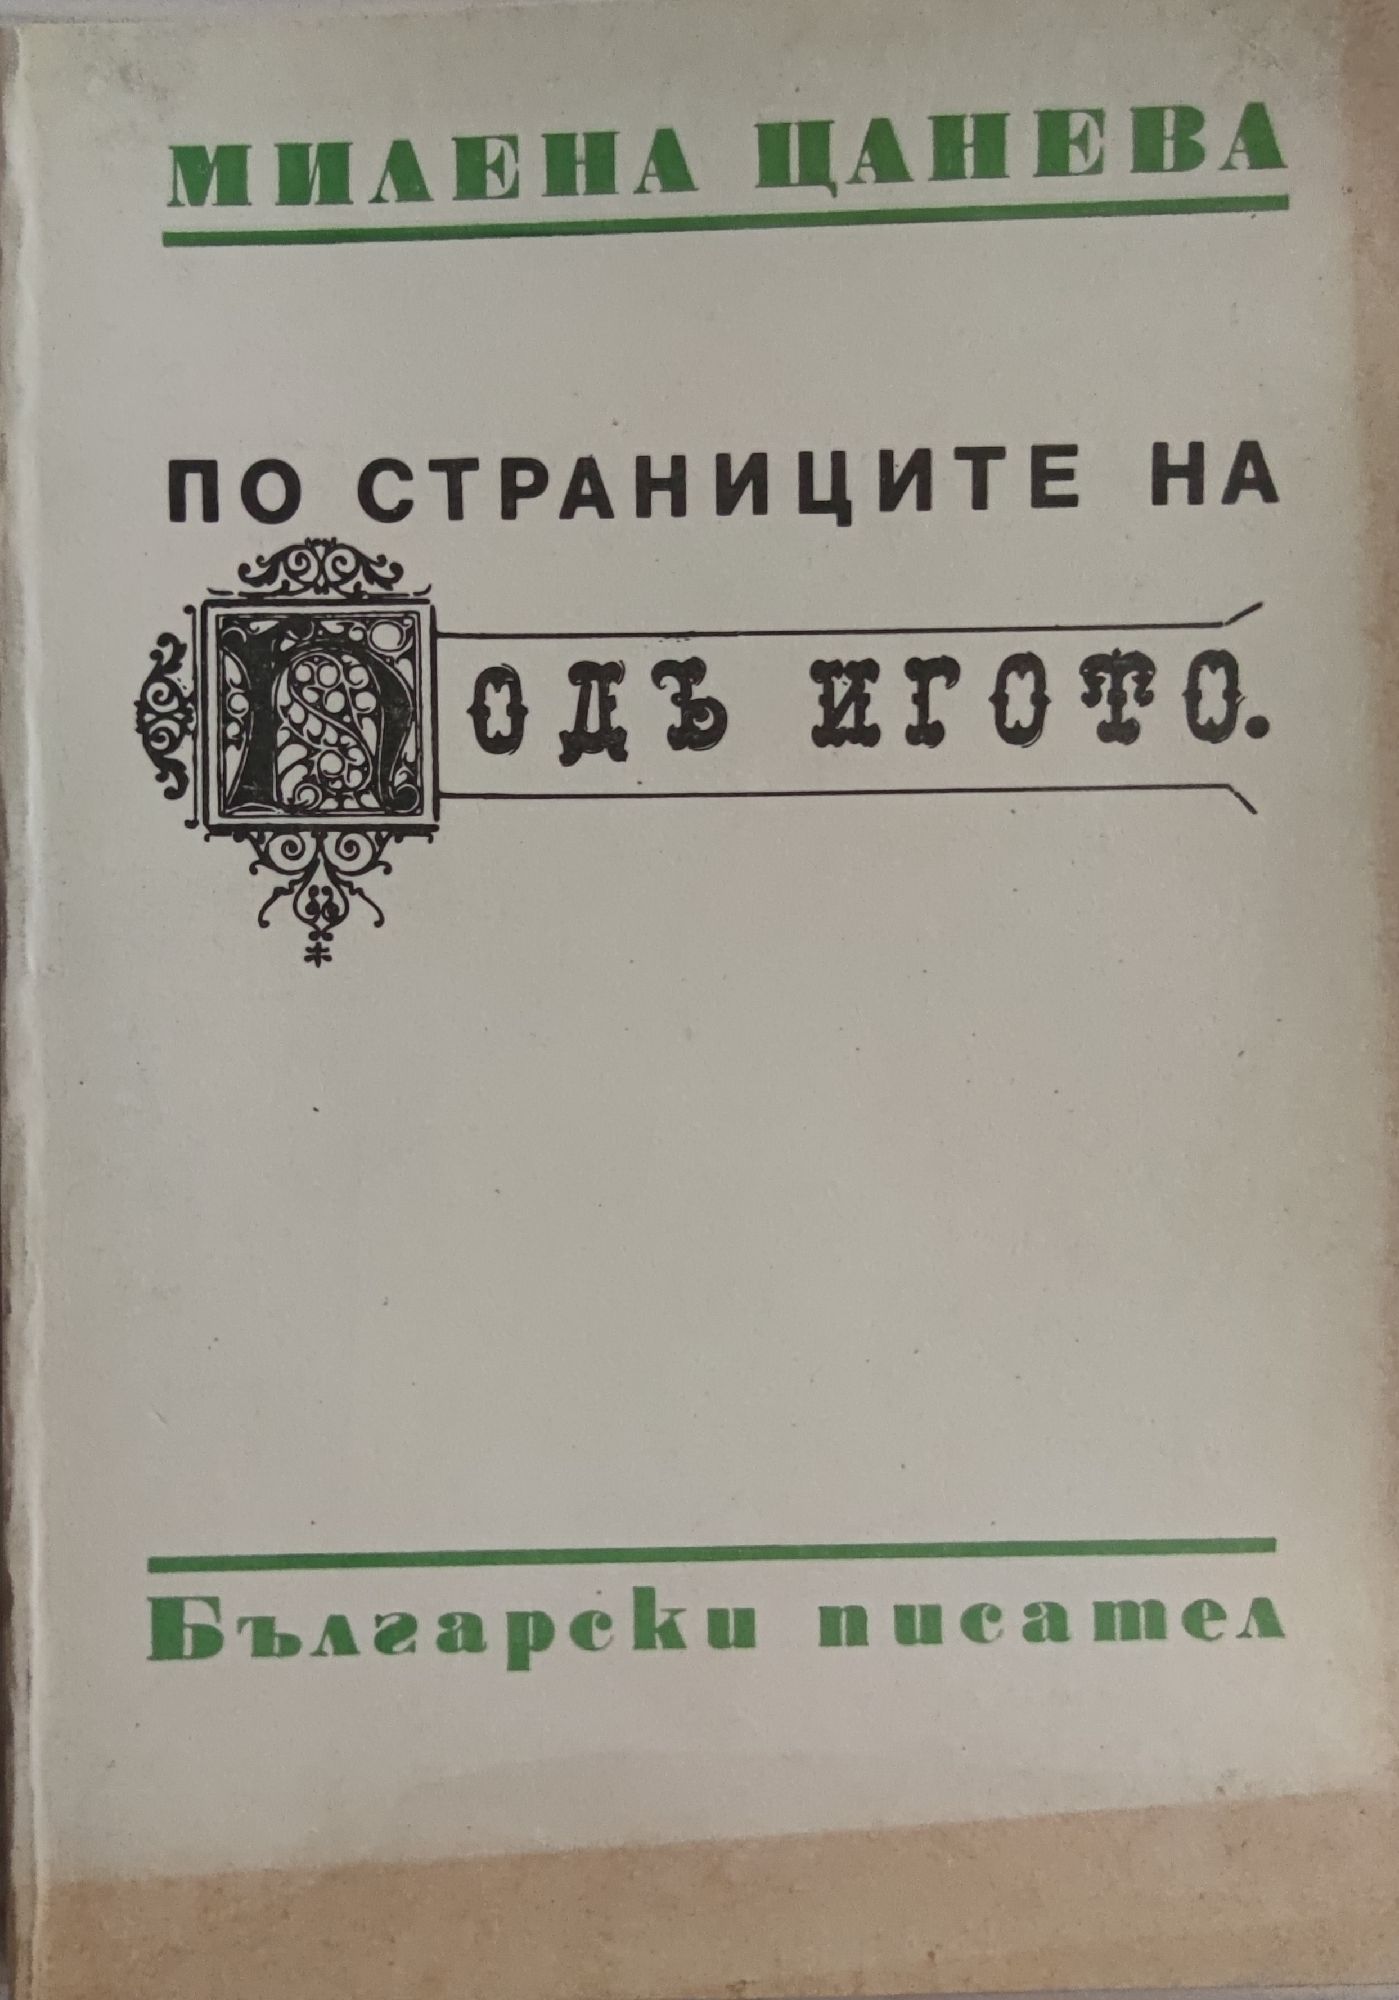 МИЛЕНА ЦАНЕВА
ПО СТРАНИЦИТЕ НА
ПОДЪ ИГОТО.
Български писател